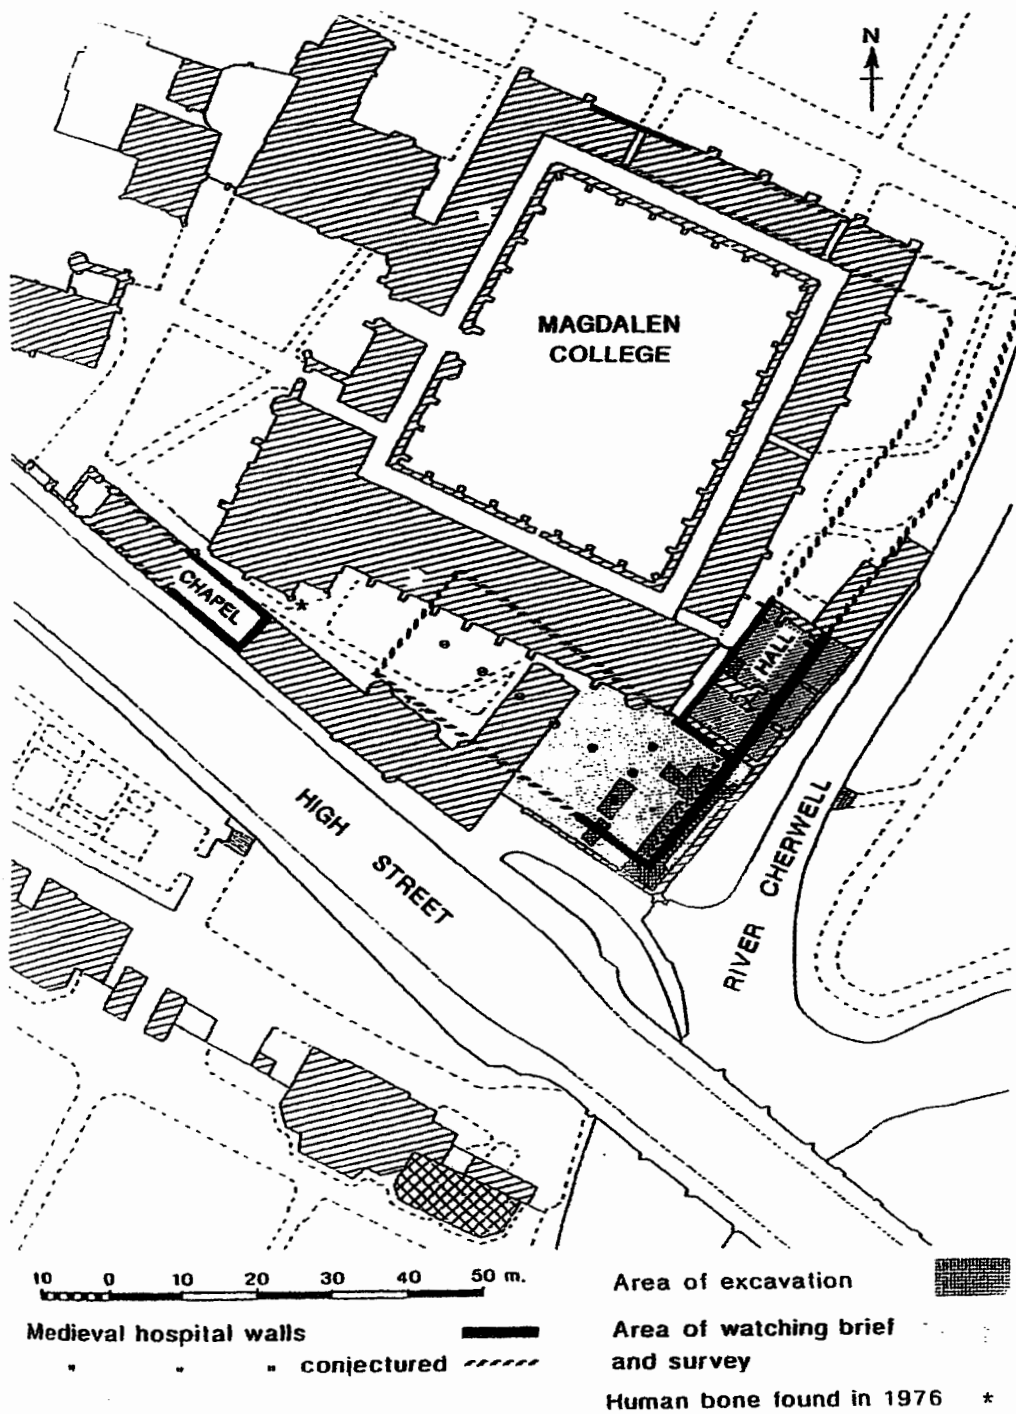 N
MAGDALEN
COLLEGE
CHAPEL
HALL
HIGH
STREET
RIVER CHERWELL
10 0 10 20 30 40 50 m.
Medieval hospital walls
" " " conjectured
Area of excavation
Area of watching brief
and survey
Human bone found in 1976 *